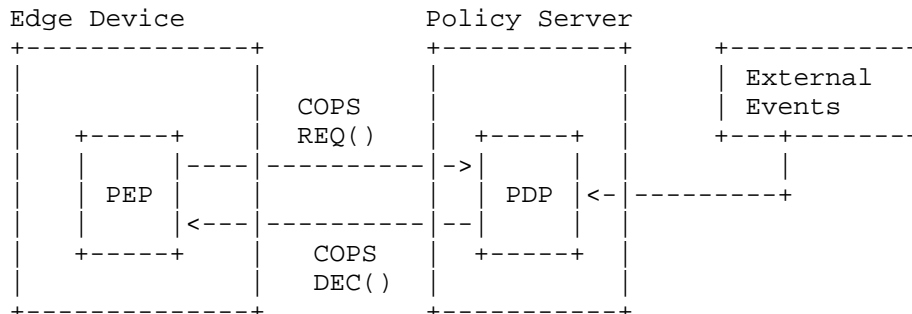 Edge Device               Policy Server
+--------------+            +-----------+       +-----------
|              |            |           |       | External
|              |   COPS     |           |       | Events
|   +-----+    |   REQ()    |  +-----+  |       +---+-------
|   |     |----|----------|->|     |  |           |
|   | PEP |    |            |  | PDP |<-|---------+
|   |     |<---|----------|--|     |  |
|   +-----+    |   COPS     |  +-----+  |
|              |   DEC()    |           |
+--------------+            +-----------+